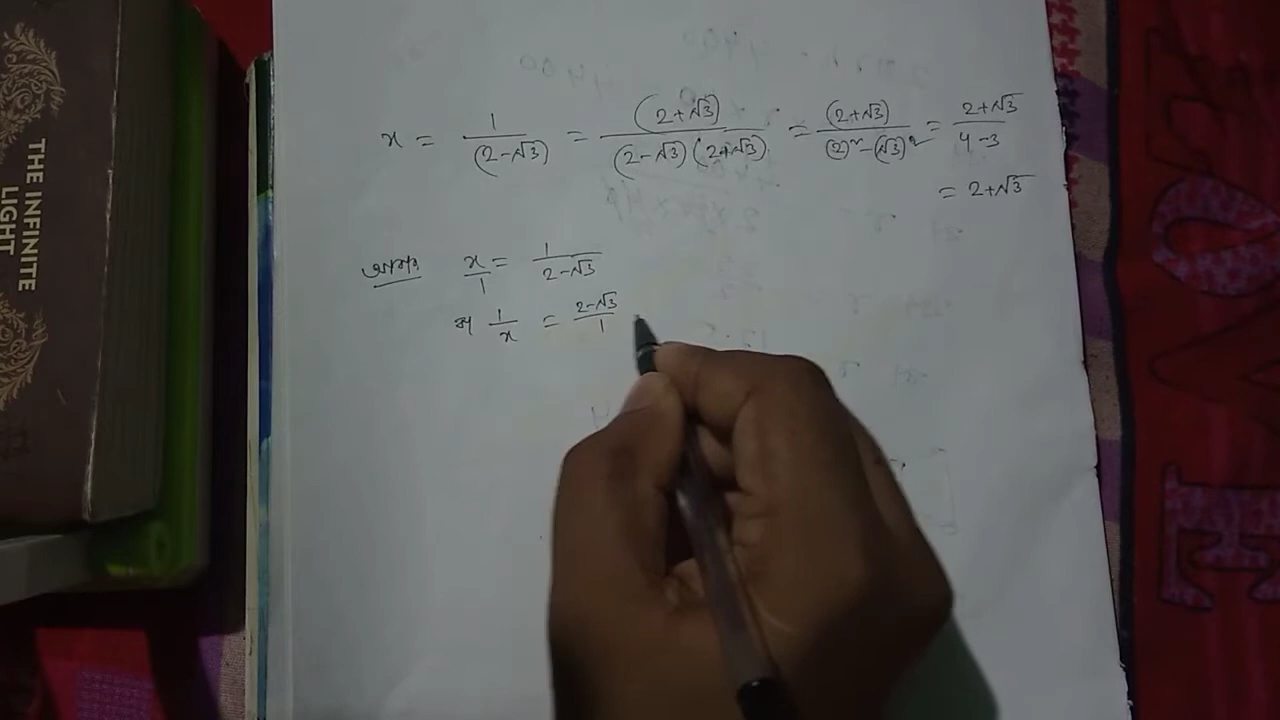 THE INFINITE
LIGHT
x = 1/(2-√3) = (2+√3)/((2-√3)(2+√3)) = (2+√3)/((2)²-(√3)²) = 2+√3/4-3
= 2+√3
x/1 = 1/2-√3
বা 1/x = 2-√3/1